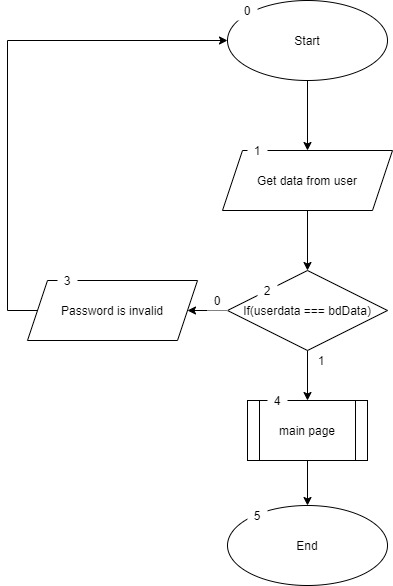 0
Start
1
Get data from user
2
If(userdata === bdData)
0
3
Password is invalid
1
4
main page
5
End